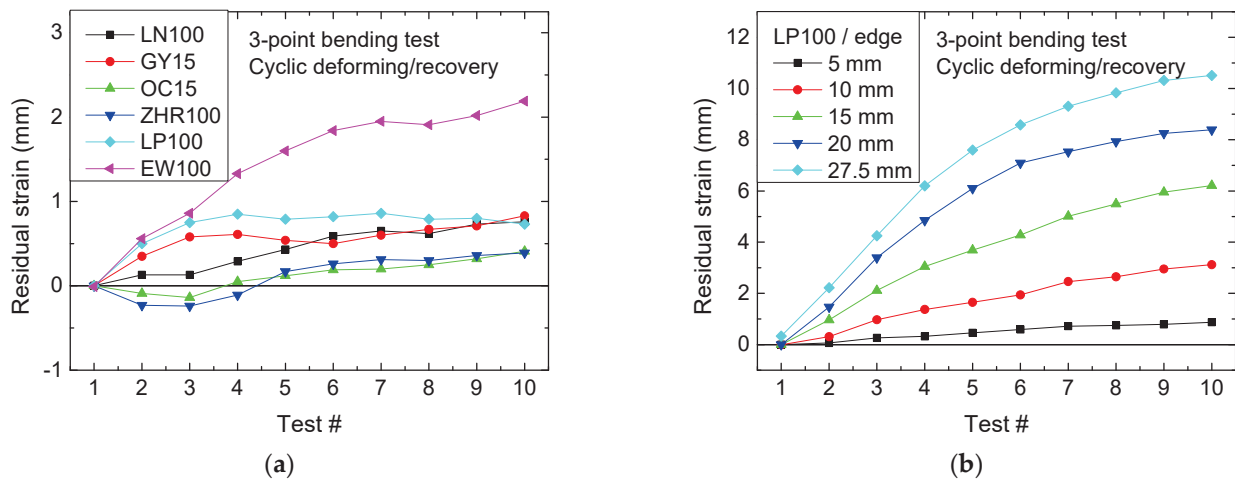 3
2
1
0
-1
Residual strain (mm)
LN100
GY15
OC15
ZHR100
LP100
EW100
3-point bending test
Cyclic deforming/recovery
1 2 3 4 5 6 7 8 9 10
Test #
(a)
12
10
8
6
4
2
0
Residual strain (mm)
LP100 / edge
5 mm
10 mm
15 mm
20 mm
27.5 mm
3-point bending test
Cyclic deforming/recovery
1 2 3 4 5 6 7 8 9 10
Test #
(b)